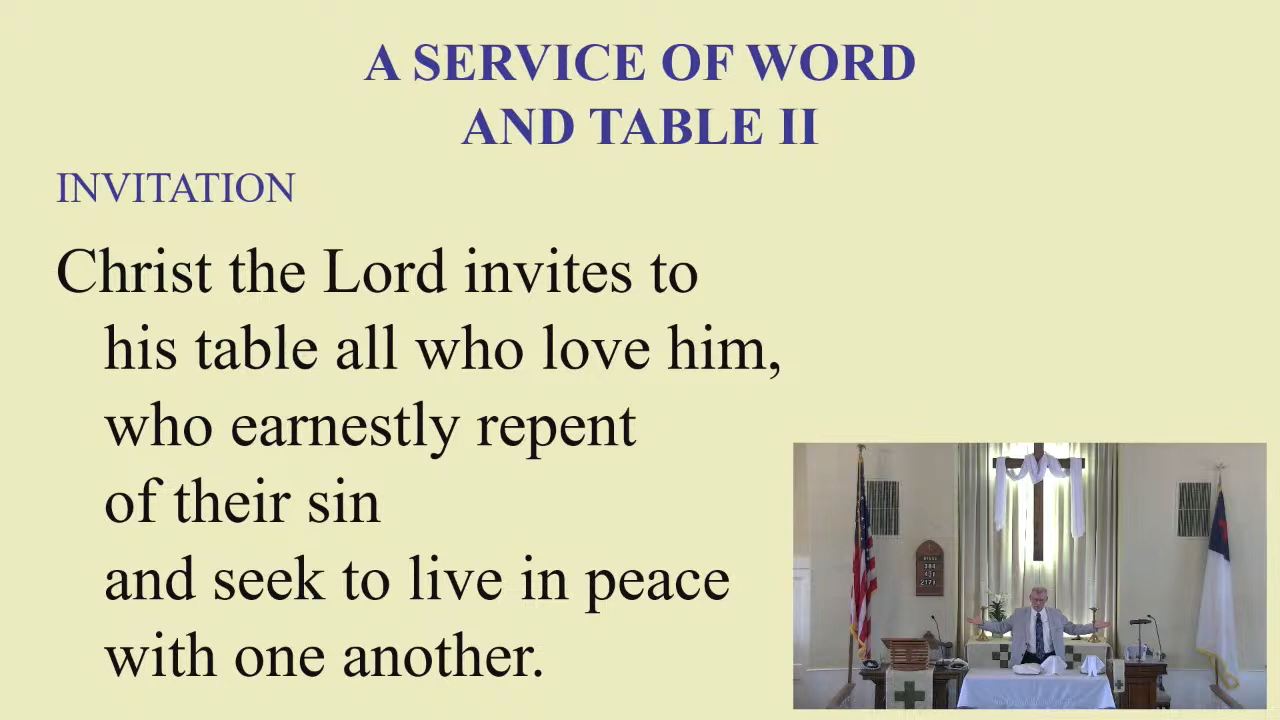 A SERVICE OF WORD
AND TABLE II
INVITATION
Christ the Lord invites to
his table all who love him,
who earnestly repent
of their sin
and seek to live in peace
with one another.